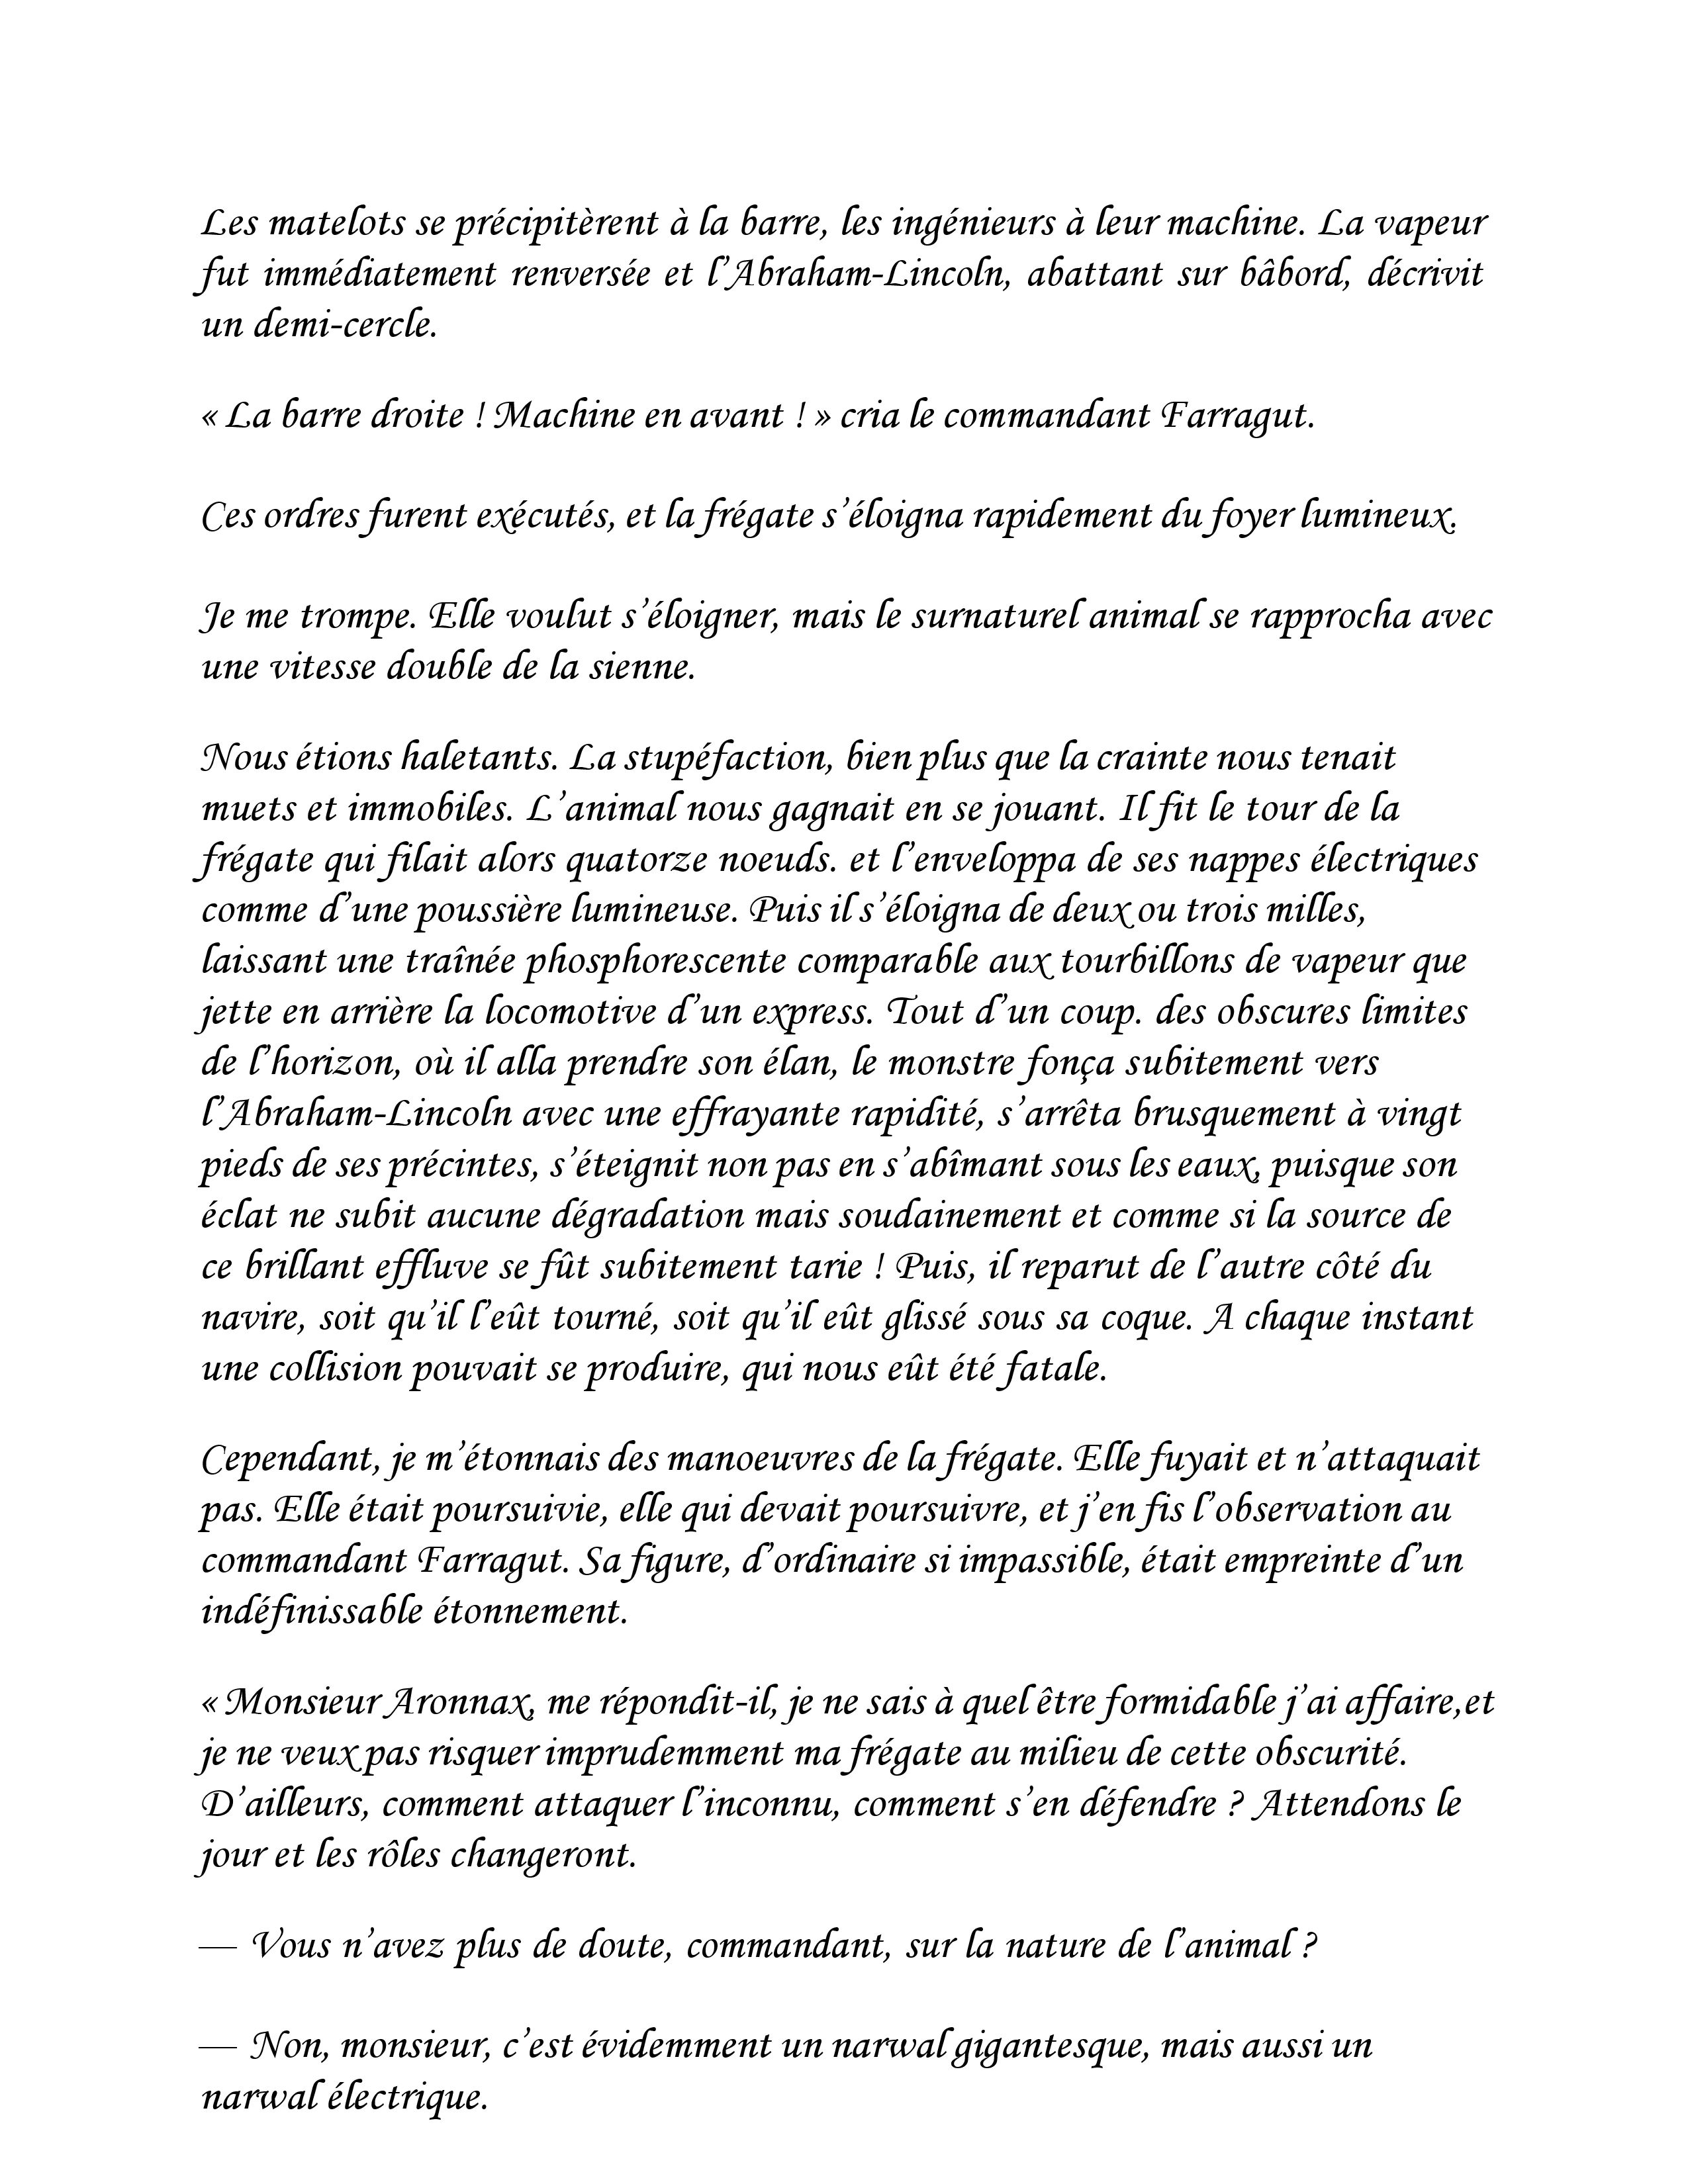 Les matelots se précipitèrent à la barre, les ingénieurs à leur machine. La vapeur
fut immédiatement renversée et l’Abraham-Lincoln, abattant sur bâbord, décrivit
un demi-cercle.
« La barre droite ! Machine en avant ! » cria le commandant Farragut.
Ces ordres furent exécutés, et la frégate s’éloigna rapidement du foyer lumineux.
Je me trompe. Elle voulut s’éloigner, mais le surnaturel animal se rapprocha avec
une vitesse double de la sienne.
Nous étions haletants. La stupéfaction, bien plus que la crainte nous tenait
muets et immobiles. L’animal nous gagnait en se jouant. Il fit le tour de la
frégate qui filait alors quatorze noeuds. et l’enveloppa de ses nappes électriques
comme d’une poussière lumineuse. Puis il s’éloigna de deux ou trois milles,
laissant une traînée phosphorescente comparable aux tourbillons de vapeur que
jette en arrière la locomotive d’un express. Tout d’un coup. des obscures limites
de l’horizon, où il alla prendre son élan, le monstre fonça subitement vers
l’Abraham-Lincoln avec une effrayante rapidité, s’arrêta brusquement à vingt
pieds de ses précintes, s’éteignit non pas en s’abîmant sous les eaux, puisque son
éclat ne subit aucune dégradation mais soudainement et comme si la source de
ce brillant effluve se fût subitement tarie ! Puis, il reparut de l’autre côté du
navire, soit qu’il l’eût tourné, soit qu’il eût glissé sous sa coque. A chaque instant
une collision pouvait se produire, qui nous eût été fatale.
Cependant, je m’étonnais des manoeuvres de la frégate. Elle fuyait et n’attaquait
pas. Elle était poursuivie, elle qui devait poursuivre, et j’en fis l’observation au
commandant Farragut. Sa figure, d’ordinaire si impassible, était empreinte d’un
indéfinissable étonnement.
« Monsieur Aronnax, me répondit-il, je ne sais à quel être formidable j’ai affaire,et
je ne veux pas risquer imprudemment ma frégate au milieu de cette obscurité.
D’ailleurs, comment attaquer l’inconnu, comment s’en défendre ? Attendons le
jour et les rôles changeront.
— Vous n’avez plus de doute, commandant, sur la nature de l’animal ?
— Non, monsieur, c’est évidemment un narwal gigantesque, mais aussi un
narwal électrique.